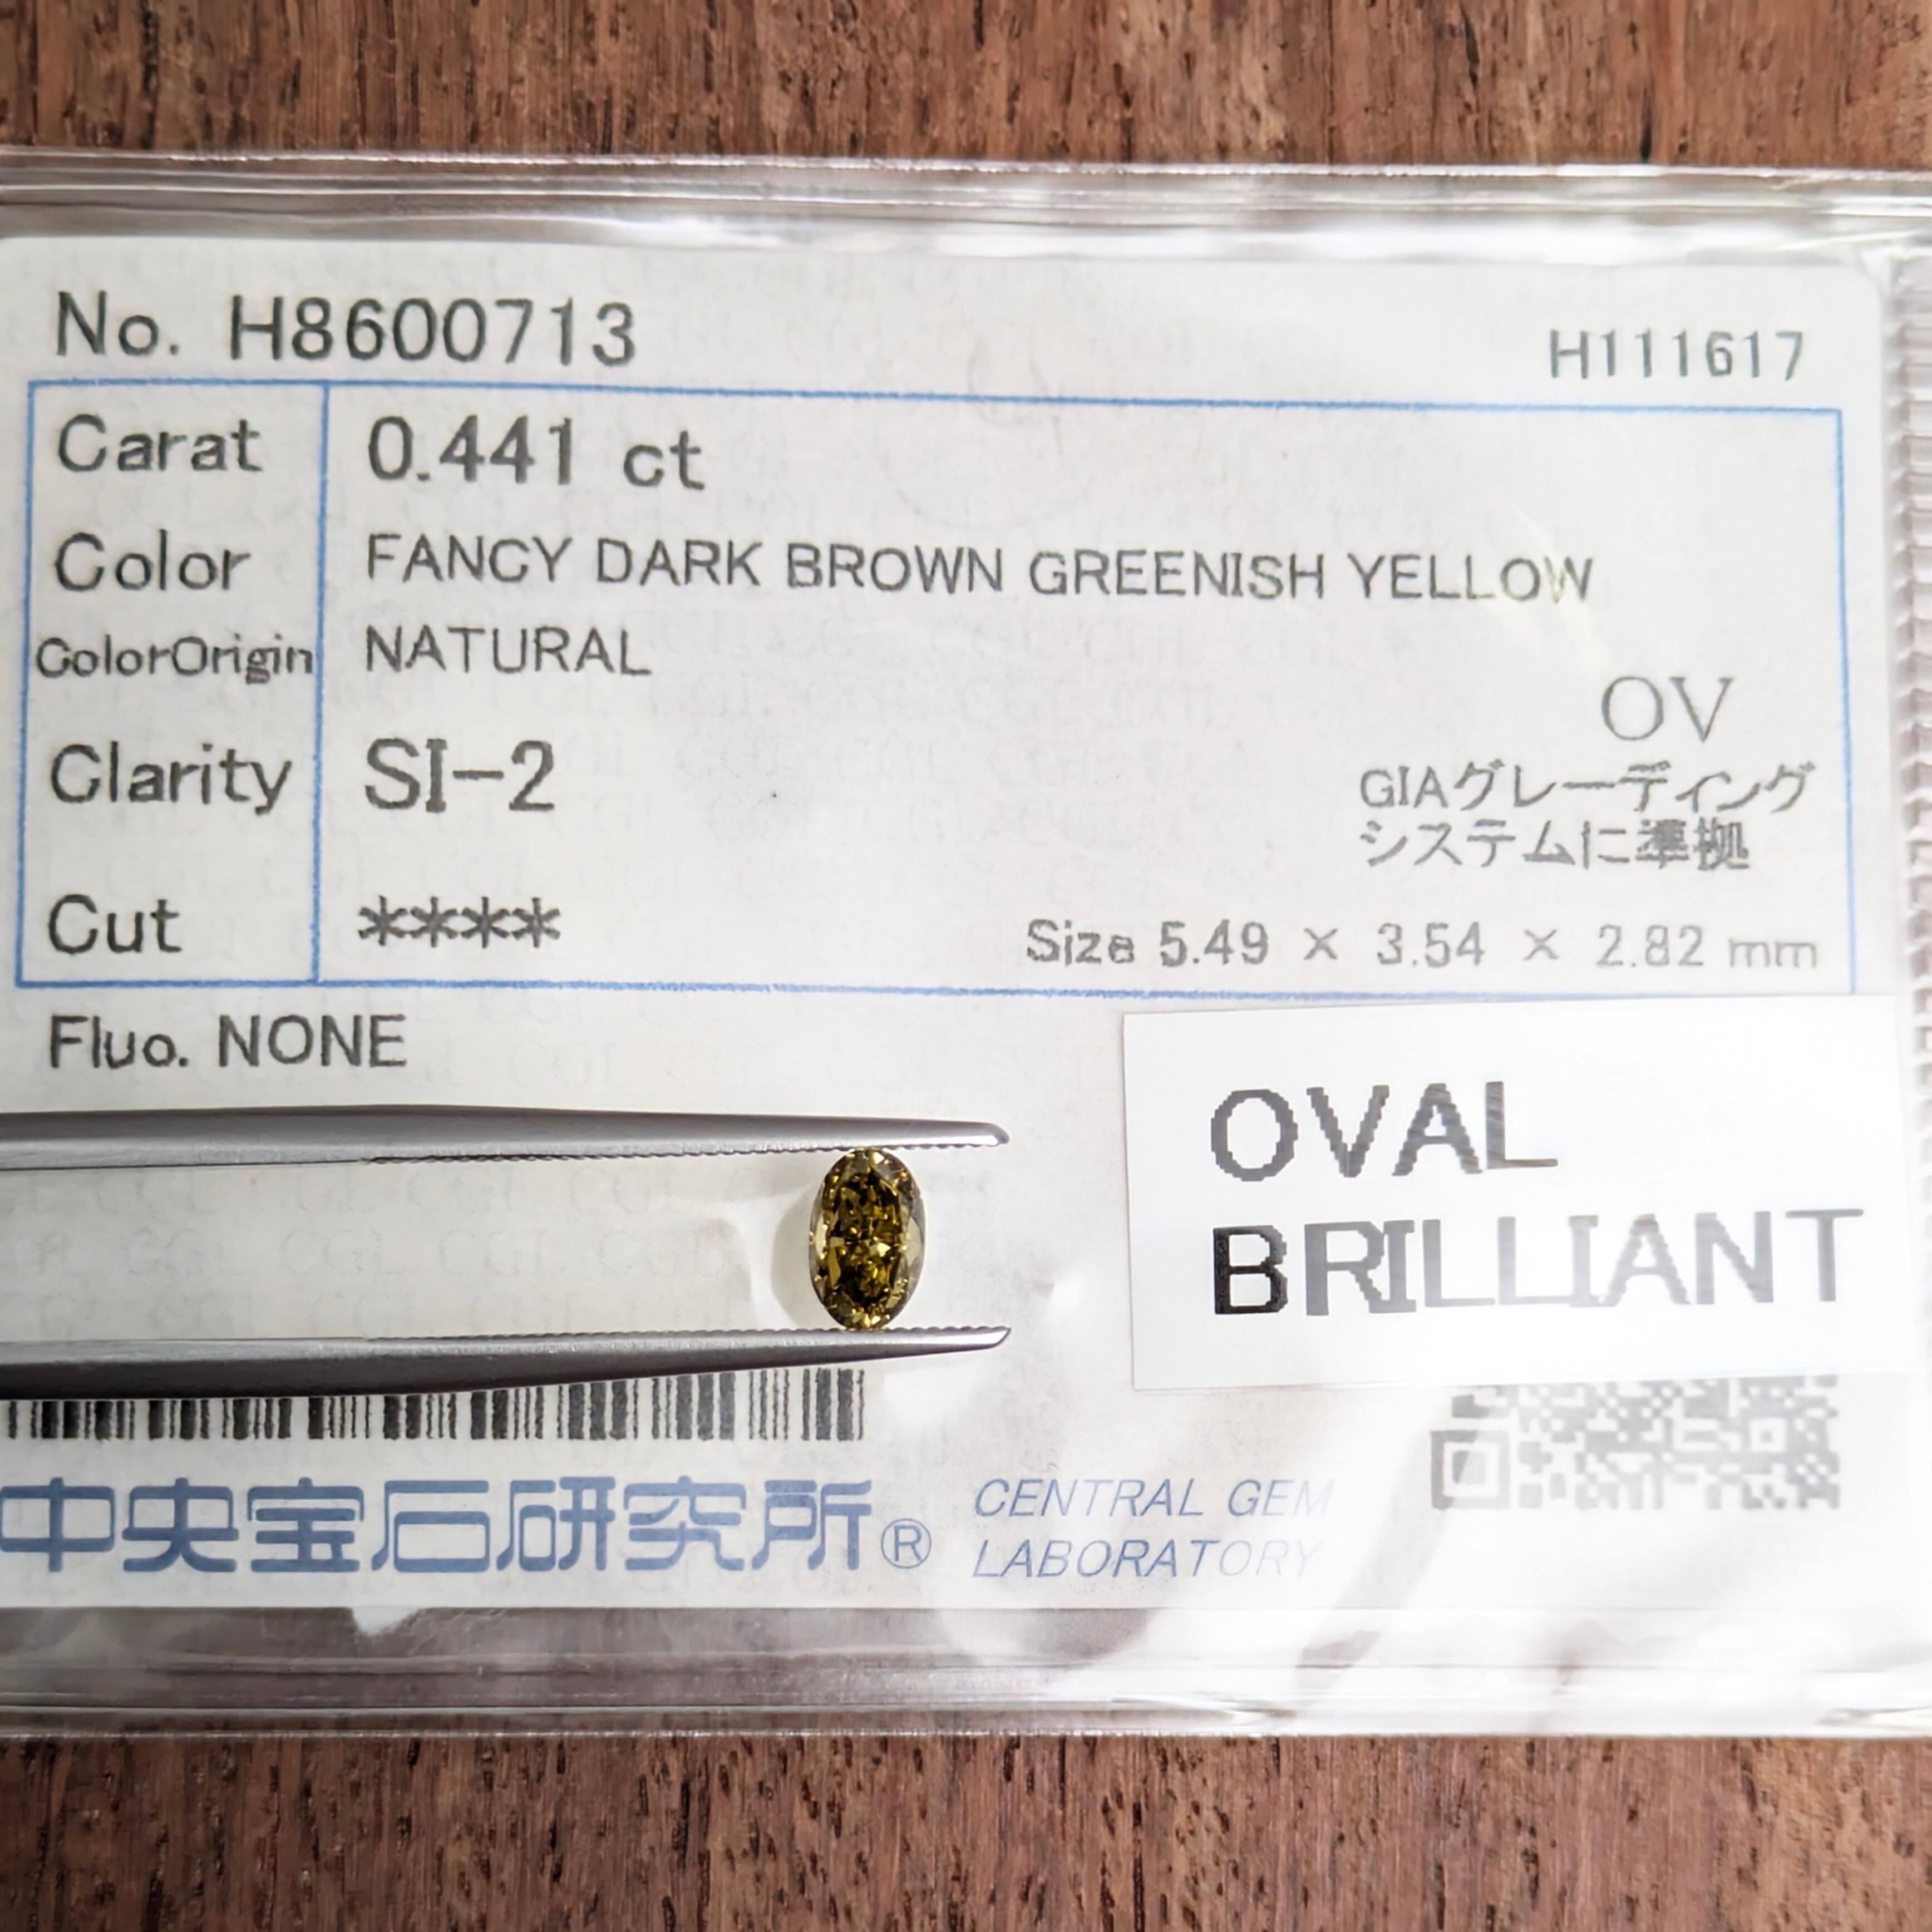 No. H8600713
H111617
Carat 0.441 ct
Color FANCY DARK BROWN GREENISH YELLOW
ColorOrigin NATURAL
OV
Clarity SI-2
GIAグレーディング
システムに準拠
Cut ****
Size 5.49 × 3.54 × 2.82 mm
Fluo. NONE
OVAL
BRILLIANT
中央宝石研究所®
CENTRAL GEM
LABORATORY